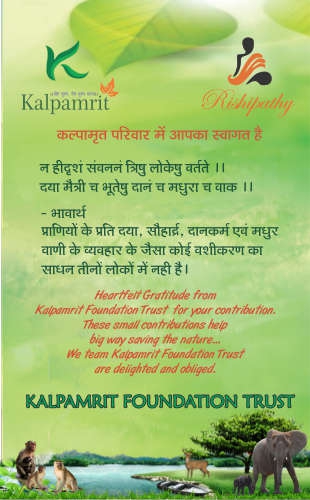 Kalpamrit
Rishipathy
कल्पामृत परिवार में आपका स्वागत है
न हीदृशं संवननं त्रिषु लोकेषु वर्तते ।।
दया मैत्री च भूतेषु दानं च मधुरा च वाक ।।
- भावार्थ
प्राणियों के प्रति दया, सौहार्द्र, दानकर्म एवं मधुर
वाणी के व्यवहार के जैसा कोई वशीकरण का
साधन तीनों लोकों में नही है।
Heartfelt Gratitude from
Kalpamrit Foundation Trust for your contribution.
These small contributions help
big way saving the nature...
We team Kalpamrit Foundation Trust
are delighted and obliged.
KALPAMRIT FOUNDATION TRUST